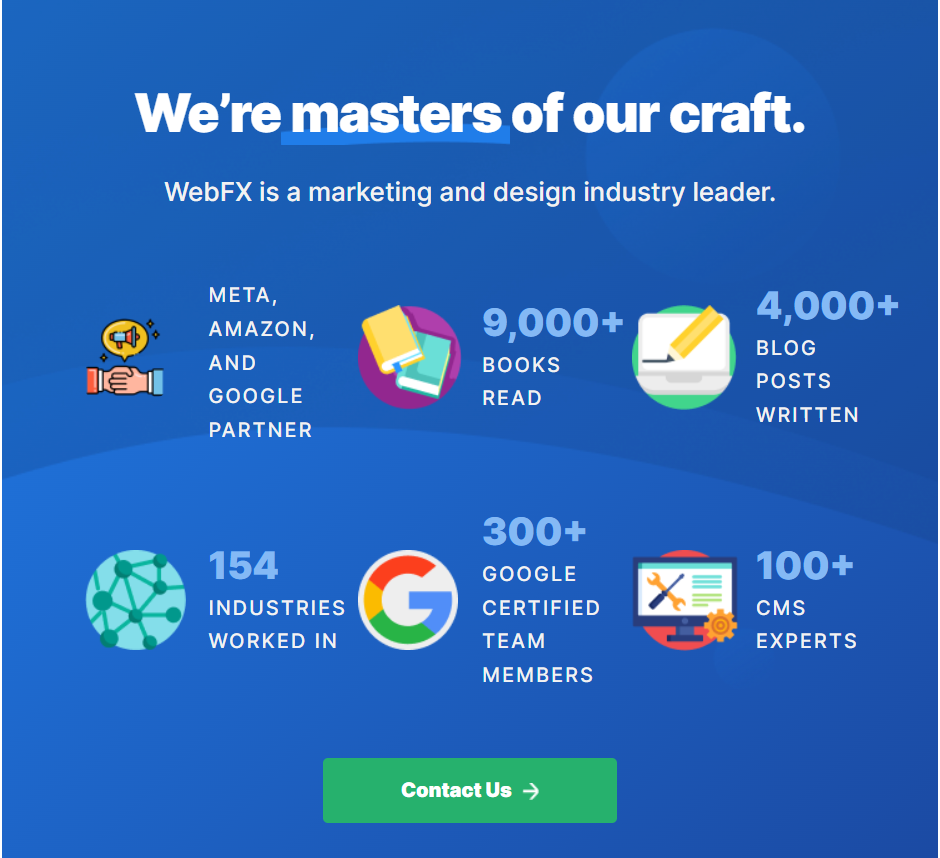 We’re masters of our craft.
WebFX is a marketing and design industry leader.
META,
AMAZON,
AND
GOOGLE
PARTNER
9,000+
BOOKS
READ
4,000+
BLOG
POSTS
WRITTEN
154
INDUSTRIES
WORKED IN
300+
GOOGLE
CERTIFIED
TEAM
MEMBERS
100+
CMS
EXPERTS
Contact Us →